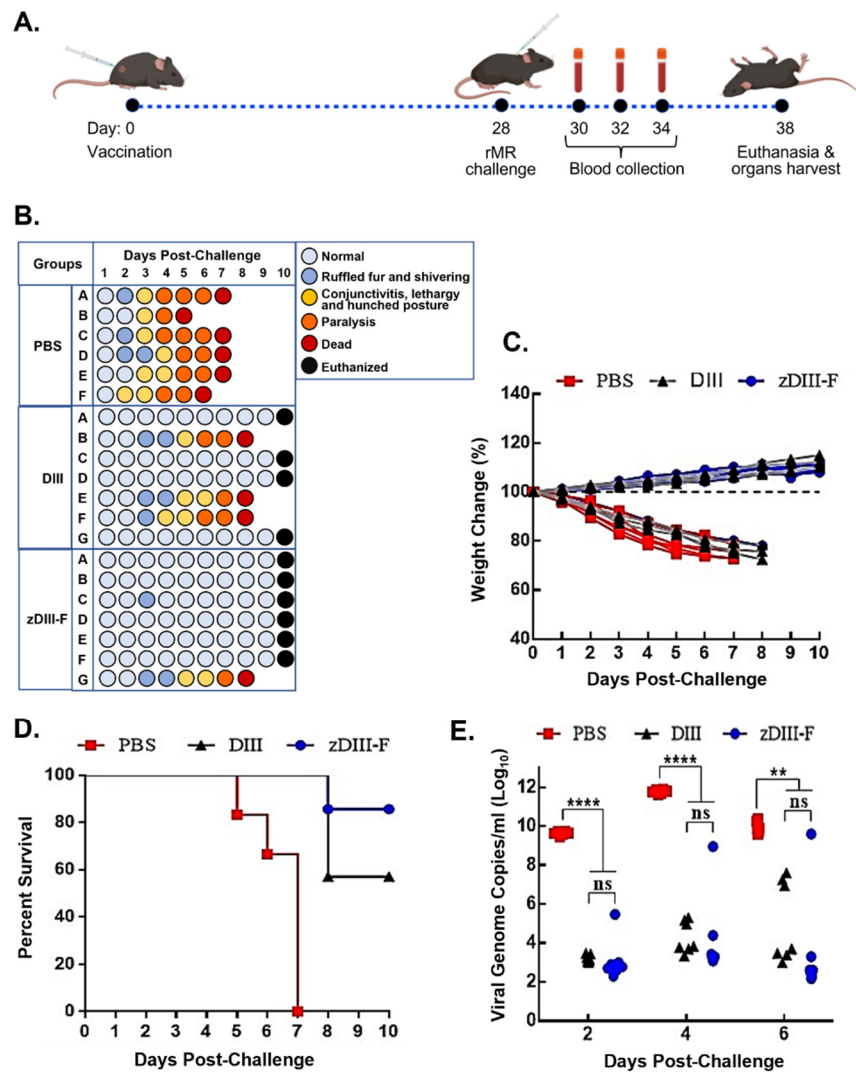 A.
Day: 0
28
30
32
34
38
Vaccination
rMR
challenge
Blood collection
Euthanasia &
organs harvest
B.
Groups
Days Post-Challenge
1 2 3 4 5 6 7 8 9 10
PBS
A
B
C
D
E
F
DIII
A
B
C
D
E
F
G
zDIII-F
A
B
C
D
E
F
G
Normal
Ruffled fur and shivering
Conjunctivitis, lethargy
and hunched posture
Paralysis
Dead
Euthanized
C.
PBS DIII zDIII-F
Weight Change (%)
140
120
100
80
60
40
0 1 2 3 4 5 6 7 8 9 10
Days Post-Challenge
D.
PBS DIII zDIII-F
Percent Survival
100
80
60
40
20
0
0 1 2 3 4 5 6 7 8 9 10
Days Post-Challenge
E.
PBS DIII zDIII-F
Viral Genome Copies/ml (Log10)
14
12
10
8
6
4
2
0
****
ns
****
ns
**
ns
2 4 6
Days Post-Challenge